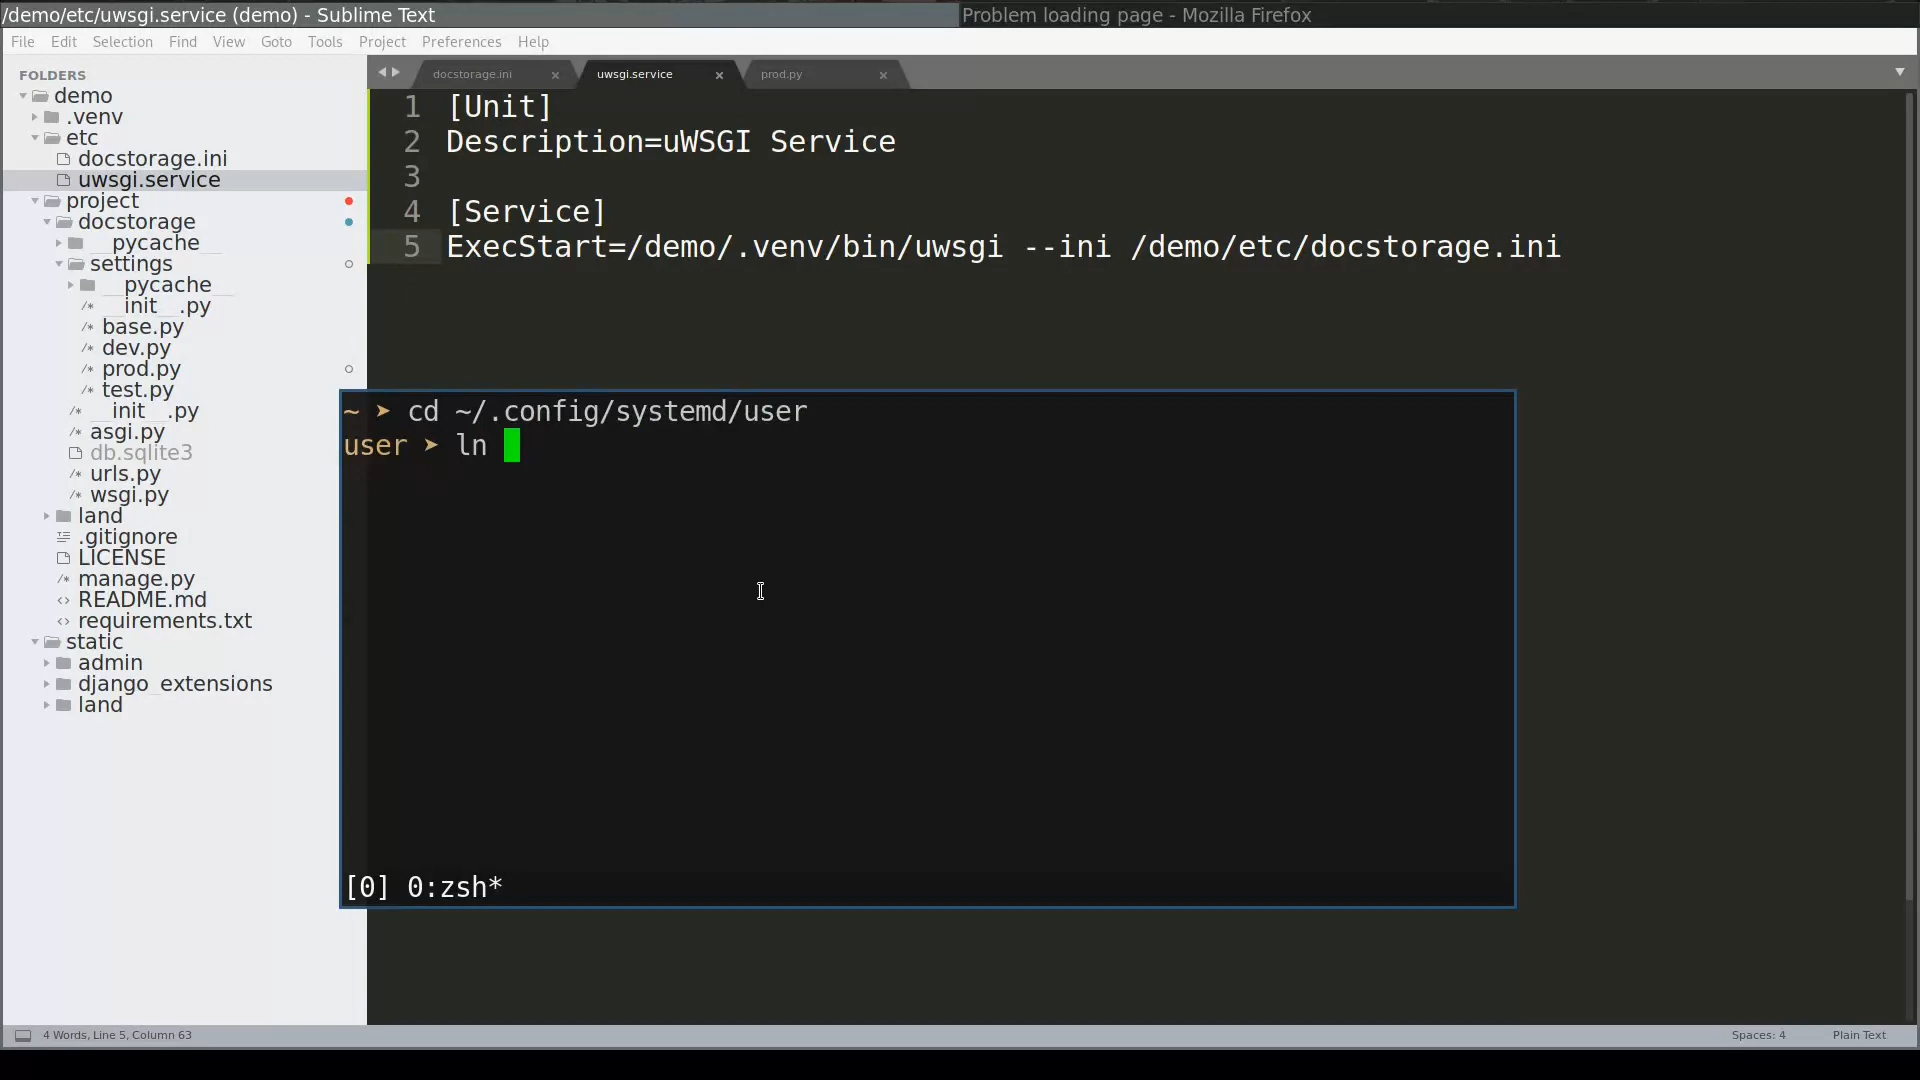 /demo/etc/uwsgi.service (demo) - Sublime Text
Problem loading page - Mozilla Firefox
File Edit Selection Find View Goto Tools Project Preferences Help
FOLDERS
demo
.venv
etc
docstorage.ini
uwsgi.service
project
docstorage
__pycache__
settings
__pycache__
__init__.py
base.py
dev.py
prod.py
test.py
__init__.py
asgi.py
db.sqlite3
urls.py
wsgi.py
land
.gitignore
LICENSE
manage.py
README.md
requirements.txt
static
admin
django_extensions
land
docstorage.ini × uwsgi.service × prod.py ×
1 [Unit]
2 Description=uWSGI Service
3
4 [Service]
5 ExecStart=/demo/.venv/bin/uwsgi --ini /demo/etc/docstorage.ini
~ ➤ cd ~/.config/systemd/user
user ➤ ln
[0] 0:zsh*
4 Words, Line 5, Column 63
Spaces: 4 Plain Text